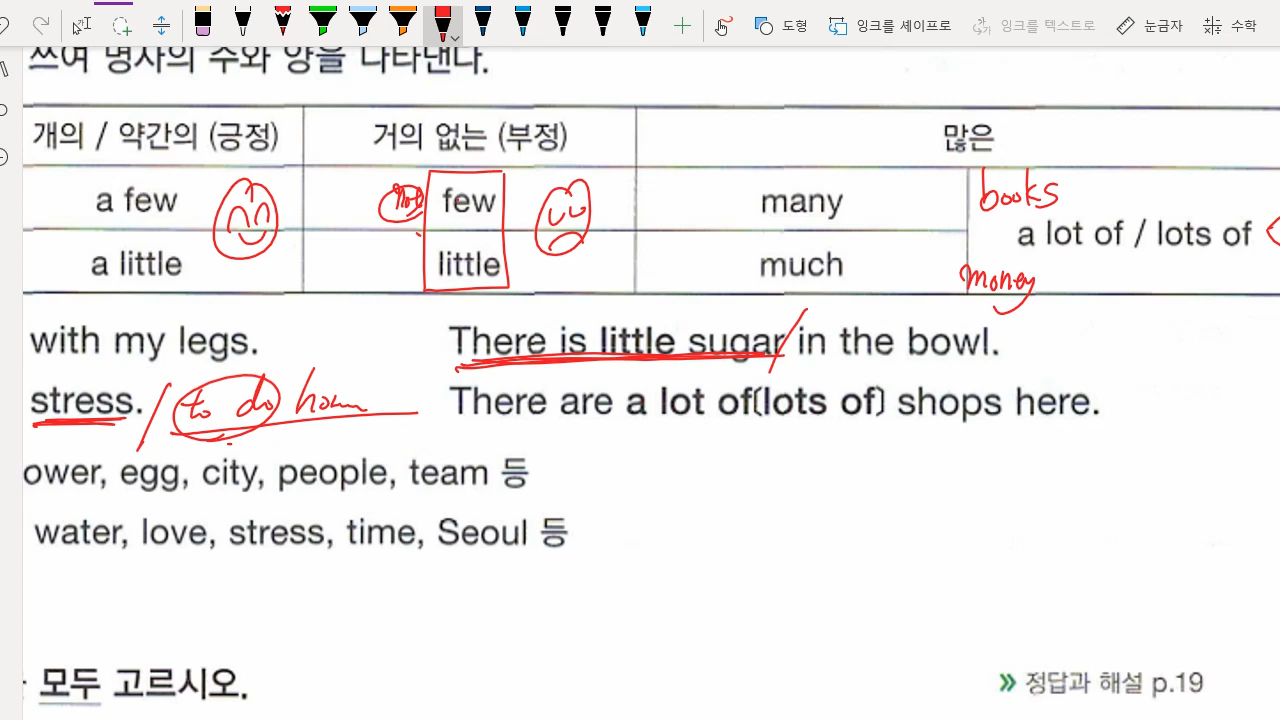 도형 잉크를 셰이프로 잉크를 텍스트로 눈금자 수학
쓰여 명사의 수와 양을 나타낸다.
개의 / 약간의 (긍정) 거의 없는 (부정) 많은
a few not few many books
a lot of / lots of
a little little much money
with my legs. There is little sugar in the bowl.
stress. / to do hom There are a lot of(lots of) shops here.
ower, egg, city, people, team 등
water, love, stress, time, Seoul 등
모두 고르시오.
정답과 해설 p.19